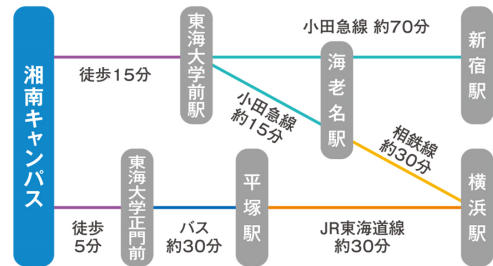 湘南キャンパス
徒歩15分
東海大学前駅
小田急線 約70分
新宿駅
小田急線
約15分
海老名駅
相鉄線
約30分
横浜駅
徒歩
5分
東海大学正門前
バス
約30分
平塚駅
JR東海道線
約30分